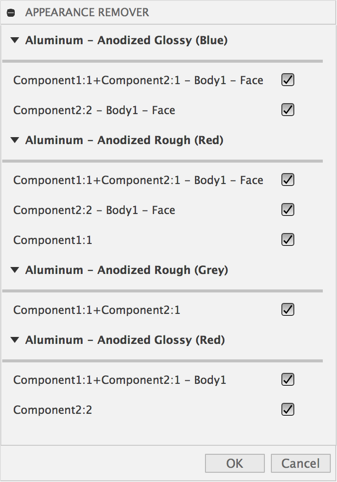 APPEARANCE REMOVER
Aluminum - Anodized Glossy (Blue)
Component1:1+Component2:1 - Body1 - Face
Component2:2 - Body1 - Face
Aluminum - Anodized Rough (Red)
Component1:1+Component2:1 - Body1 - Face
Component2:2 - Body1 - Face
Component1:1
Aluminum - Anodized Rough (Grey)
Component1:1+Component2:1
Aluminum - Anodized Glossy (Red)
Component1:1+Component2:1 - Body1
Component2:2
OK Cancel